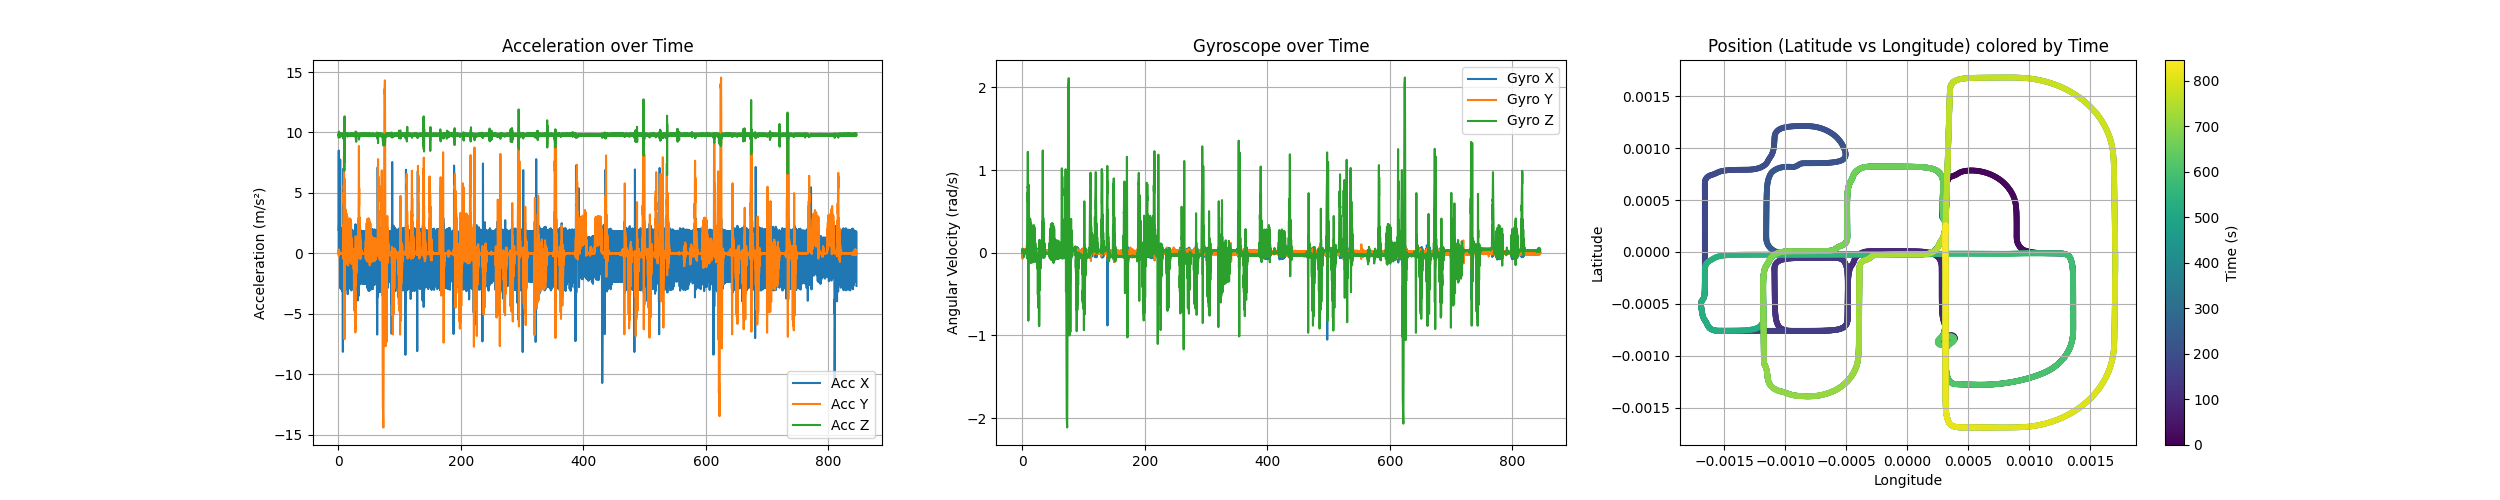 Acceleration over Time
Acceleration (m/s²)
15
10
5
0
−5
−10
−15
0 200 400 600 800
Acc X
Acc Y
Acc Z
Gyroscope over Time
Angular Velocity (rad/s)
2
1
0
−1
−2
0 200 400 600 800
Gyro X
Gyro Y
Gyro Z
Position (Latitude vs Longitude) colored by Time
Latitude
0.0015
0.0010
0.0005
0.0000
−0.0005
−0.0010
−0.0015
−0.0015 −0.0010 −0.0005 0.0000 0.0005 0.0010 0.0015
Longitude
800
700
600
500
400
300
200
100
0
Time (s)